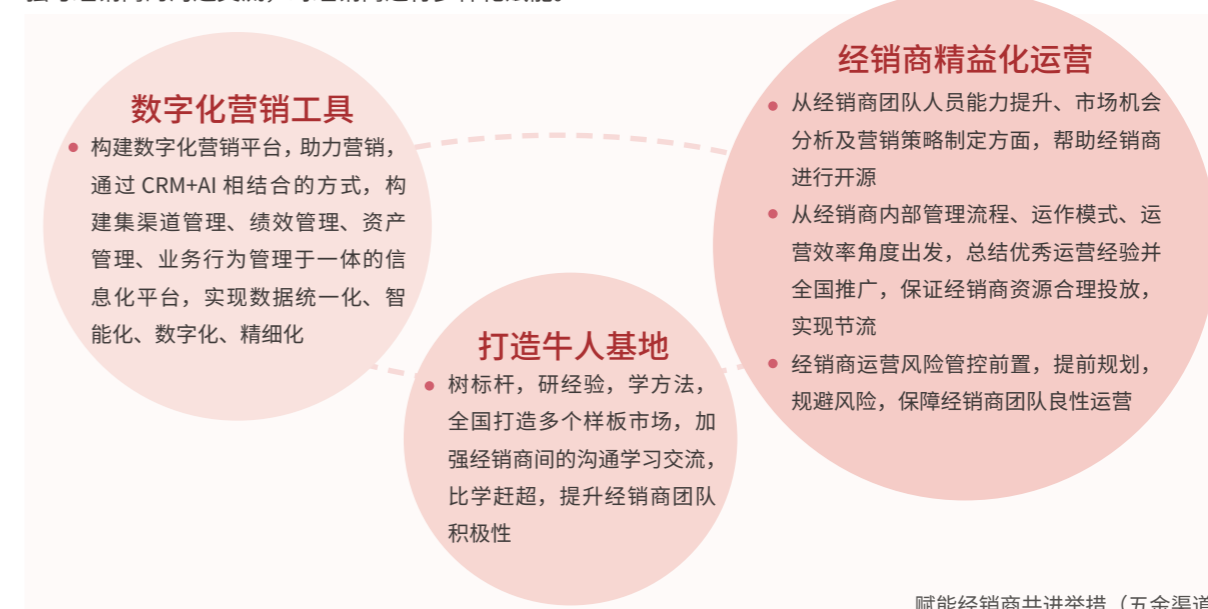 数字化营销工具
构建数字化营销平台，助力营销，
通过 CRM+AI 相结合的方式，构
建集渠道管理、绩效管理、资产
管理、业务行为管理于一体的信
息化平台，实现数据统一化、智
能化、数字化、精细化
打造牛人基地
树标杆，研经验，学方法，
全国打造多个样板市场，加
强经销商间的沟通学习交流，
比学赶超，提升经销商团队
积极性
经销商精益化运营
从经销商团队人员能力提升、市场机会
分析及营销策略制定方面，帮助经销商
进行开源
从经销商内部管理流程、运作模式、运
营效率角度出发，总结优秀运营经验并
全国推广，保证经销商资源合理投放，
实现节流
经销商运营风险管控前置，提前规划，
规避风险，保障经销商团队良性运营
赋能经销商共进举措（五金渠道